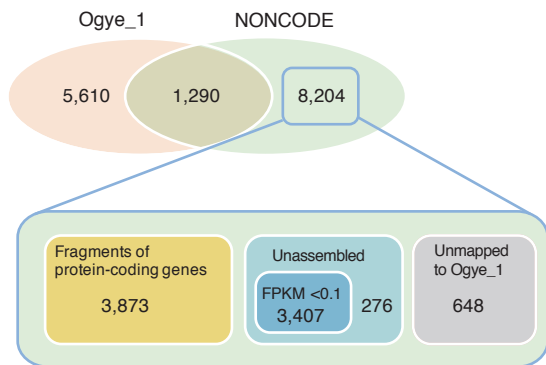 Ogye_1
NONCODE
5,610
1,290
8,204
Fragments of
protein-coding genes
3,873
Unassembled
FPKM <0.1
3,407
276
Unmapped
to Ogye_1
648